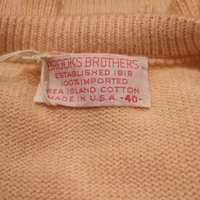 BROOKS BROTHERS
ESTABLISHED 1818
100% IMPORTED
SEA ISLAND COTTON
MADE IN U.S.A. -40-